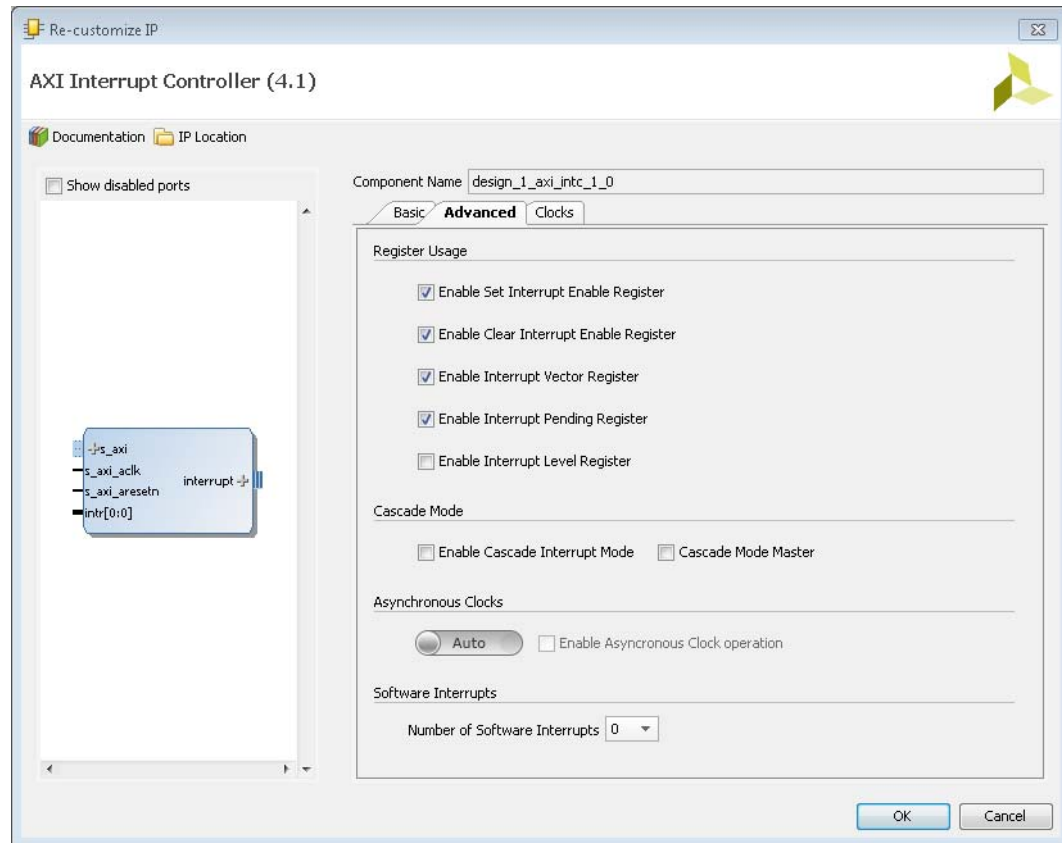 Re-customize IP
AXI Interrupt Controller (4.1)
Documentation IP Location
Show disabled ports
s_axi
s_axi_aclk
s_axi_aresetn
intr[0:0]
interrupt
Component Name design_1_axi_intc_1_0
Basic Advanced Clocks
Register Usage
Enable Set Interrupt Enable Register
Enable Clear Interrupt Enable Register
Enable Interrupt Vector Register
Enable Interrupt Pending Register
Enable Interrupt Level Register
Cascade Mode
Enable Cascade Interrupt Mode Cascade Mode Master
Asynchronous Clocks
Auto Enable Asyncronous Clock operation
Software Interrupts
Number of Software Interrupts 0
OK Cancel